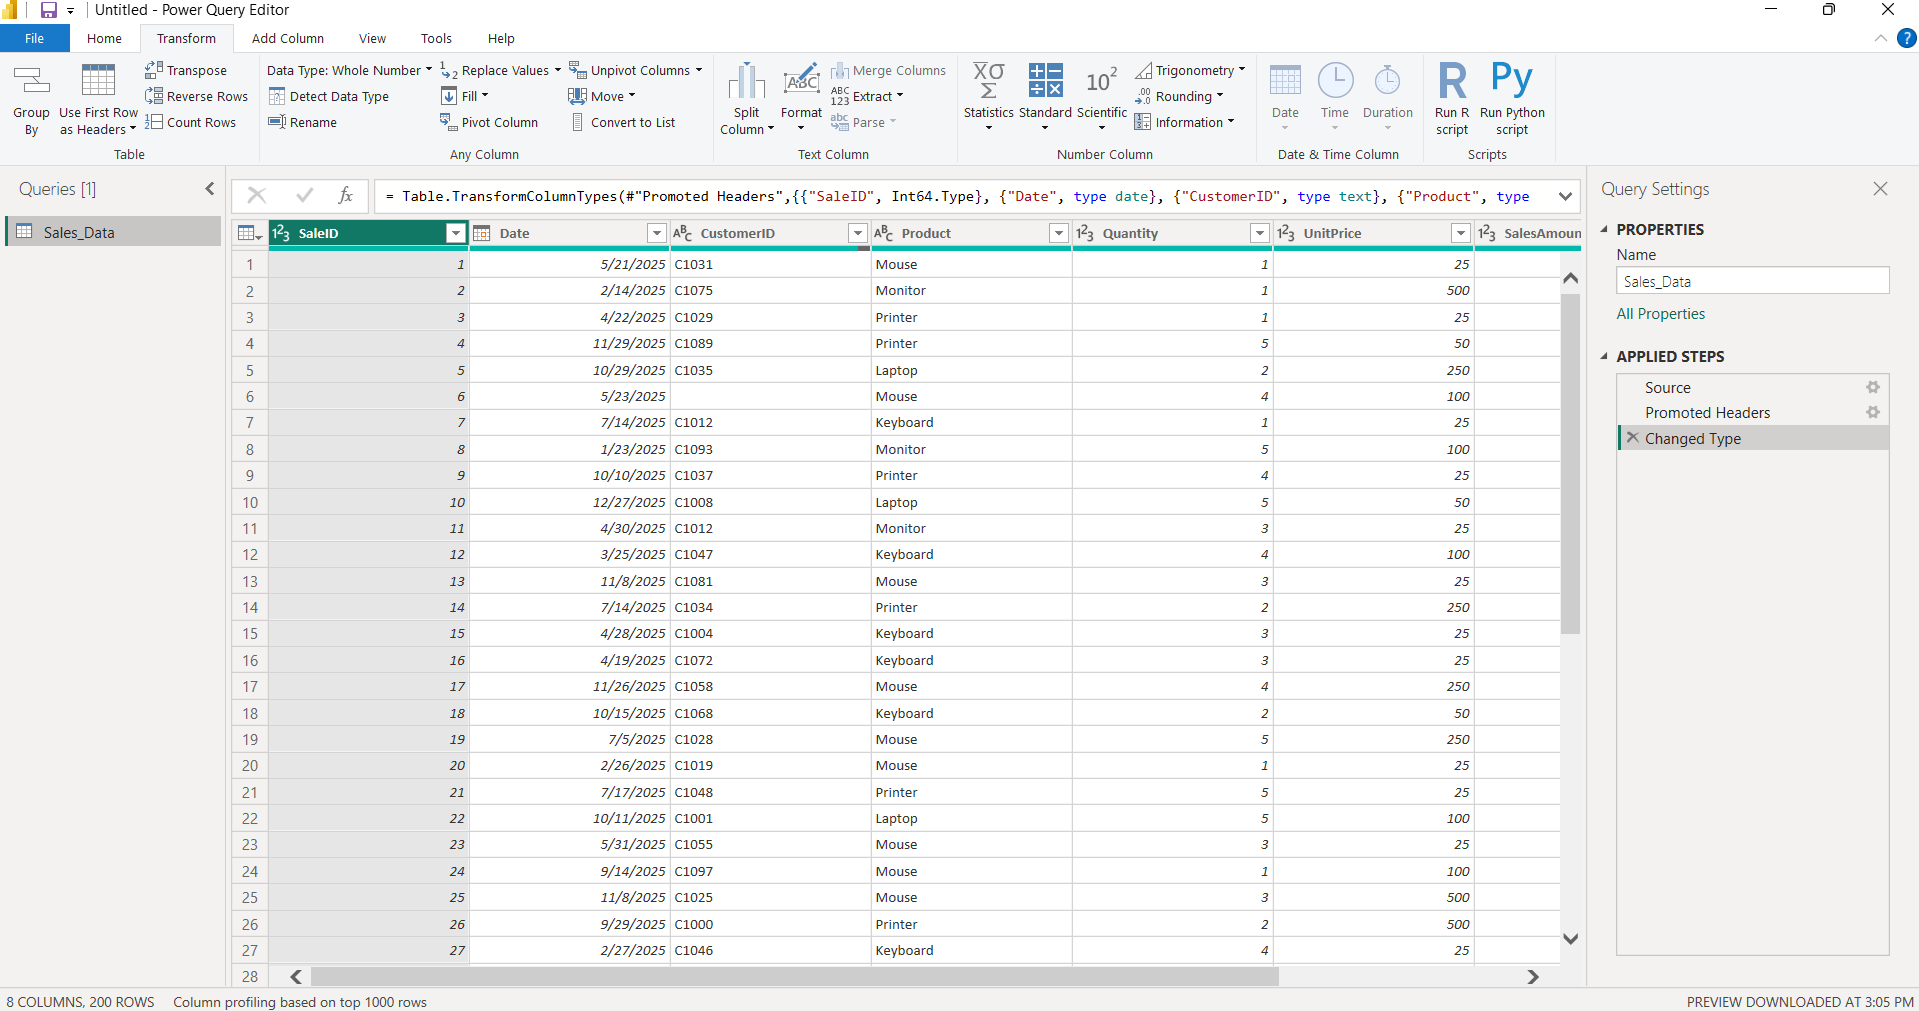 Untitled - Power Query Editor
File Home Transform Add Column View Tools Help
Group By
Use First Row as Headers
Transpose
Reverse Rows
Count Rows
Table
Data Type: Whole Number
Detect Data Type
Rename
Replace Values
Fill
Pivot Column
Unpivot Columns
Move
Convert to List
Any Column
Split Column
Format
Merge Columns
Extract
Parse
Text Column
Statistics
Standard
Scientific
Trigonometry
Rounding
Information
Number Column
Date
Time
Duration
Date & Time Column
Run R script
Run Python script
Scripts
Queries [1]
Sales_Data
= Table.TransformColumnTypes(#"Promoted Headers",{{"SaleID", Int64.Type}, {"Date", type date}, {"CustomerID", type text}, {"Product", type
SaleID Date CustomerID Product Quantity UnitPrice SalesAmoun
1 1 5/21/2025 C1031 Mouse 1 25
2 2 2/14/2025 C1075 Monitor 1 500
3 3 4/22/2025 C1029 Printer 1 25
4 4 11/29/2025 C1089 Printer 5 50
5 5 10/29/2025 C1035 Laptop 2 250
6 6 5/23/2025 Mouse 4 100
7 7 7/14/2025 C1012 Keyboard 1 25
8 8 1/23/2025 C1093 Monitor 5 100
9 9 10/10/2025 C1037 Printer 4 25
10 10 12/27/2025 C1008 Laptop 5 50
11 11 4/30/2025 C1012 Monitor 3 25
12 12 3/25/2025 C1047 Keyboard 4 100
13 13 11/8/2025 C1081 Mouse 3 25
14 14 7/14/2025 C1034 Printer 2 250
15 15 4/28/2025 C1004 Keyboard 3 25
16 16 4/19/2025 C1072 Keyboard 3 25
17 17 11/26/2025 C1058 Mouse 4 250
18 18 10/15/2025 C1068 Keyboard 2 50
19 19 7/5/2025 C1028 Mouse 5 250
20 20 2/26/2025 C1019 Mouse 1 25
21 21 7/17/2025 C1048 Printer 5 25
22 22 10/11/2025 C1001 Laptop 5 100
23 23 5/31/2025 C1055 Mouse 3 25
24 24 9/14/2025 C1097 Mouse 1 100
25 25 11/8/2025 C1025 Mouse 3 500
26 26 9/29/2025 C1000 Printer 2 500
27 27 2/27/2025 C1046 Keyboard 4 25
28
Query Settings
PROPERTIES
Name
Sales_Data
All Properties
APPLIED STEPS
Source
Promoted Headers
Changed Type
8 COLUMNS, 200 ROWS Column profiling based on top 1000 rows
PREVIEW DOWNLOADED AT 3:05 PM